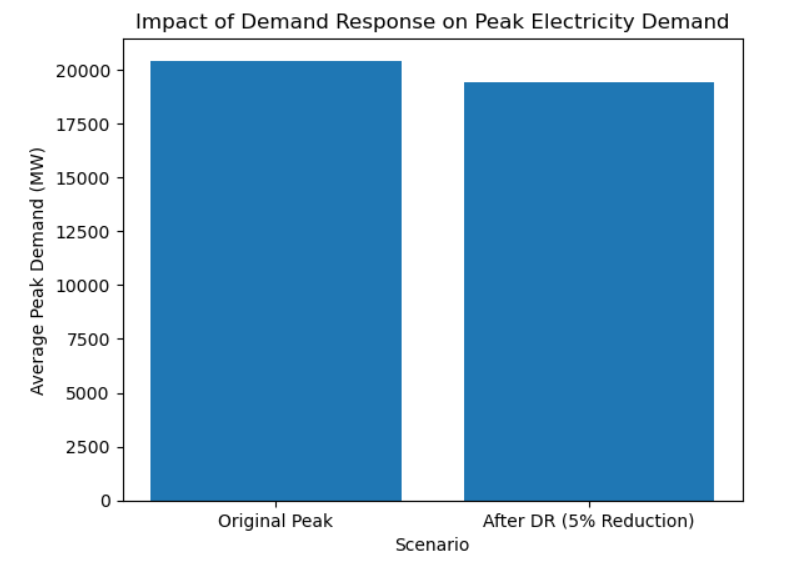 Impact of Demand Response on Peak Electricity Demand
Average Peak Demand (MW)
20000
17500
15000
12500
10000
7500
5000
2500
0
Original Peak
After DR (5% Reduction)
Scenario